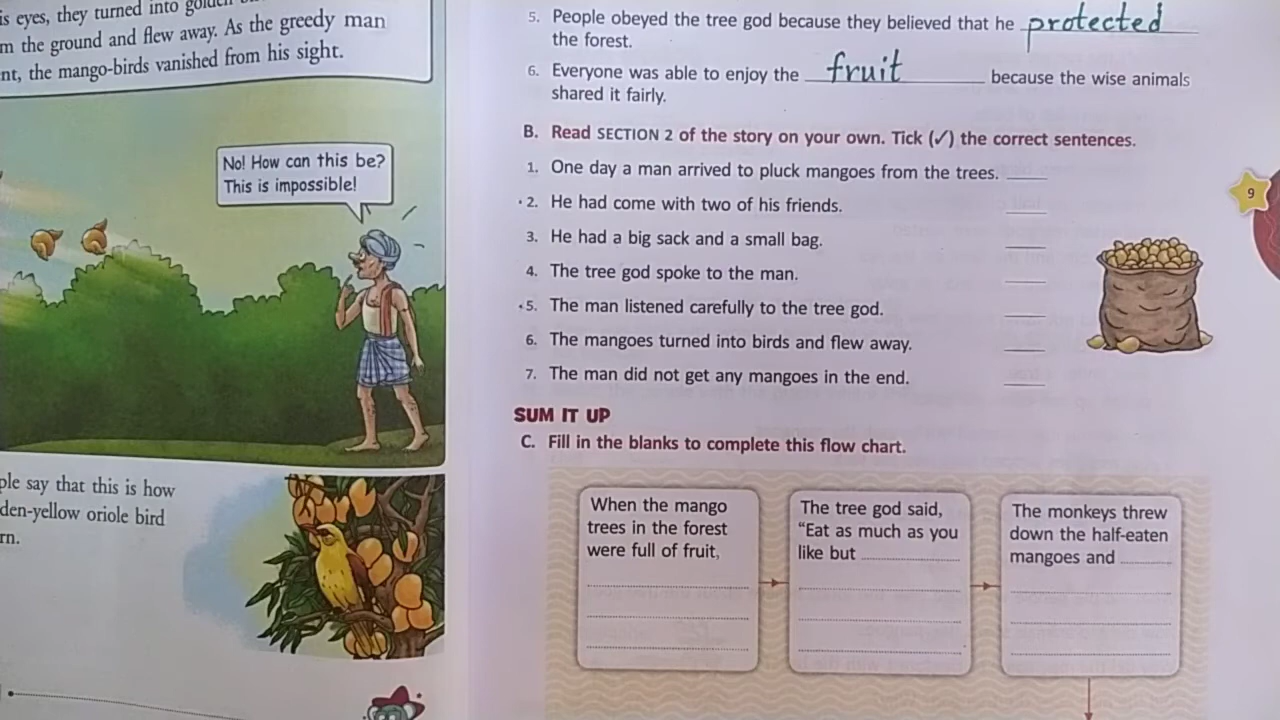 is eyes, they turned into golden
m the ground and flew away. As the greedy man
nt, the mango-birds vanished from his sight.
No! How can this be?
This is impossible!
ple say that this is how
den-yellow oriole bird
rn.
5. People obeyed the tree god because they believed that he protected
the forest.
6. Everyone was able to enjoy the fruit because the wise animals
shared it fairly.
B. Read SECTION 2 of the story on your own. Tick (✓) the correct sentences.
1. One day a man arrived to pluck mangoes from the trees.
2. He had come with two of his friends.
3. He had a big sack and a small bag.
4. The tree god spoke to the man.
5. The man listened carefully to the tree god.
6. The mangoes turned into birds and flew away.
7. The man did not get any mangoes in the end.
9
SUM IT UP
C. Fill in the blanks to complete this flow chart.
When the mango
trees in the forest
were full of fruit,
The tree god said,
“Eat as much as you
like but
The monkeys threw
down the half-eaten
mangoes and